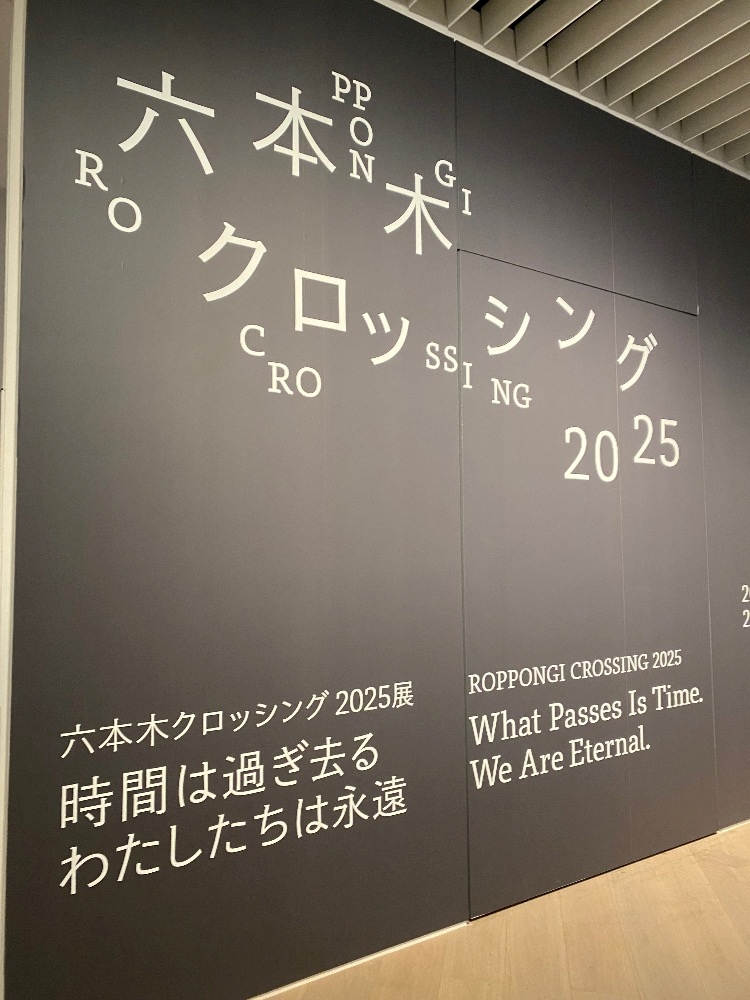 六本木
ROPPONGI
クロッシング
CROSSING
2025
六本木クロッシング 2025展
時間は過ぎ去る
わたしたちは永遠
ROPPONGI CROSSING 2025
What Passes Is Time.
We Are Eternal.